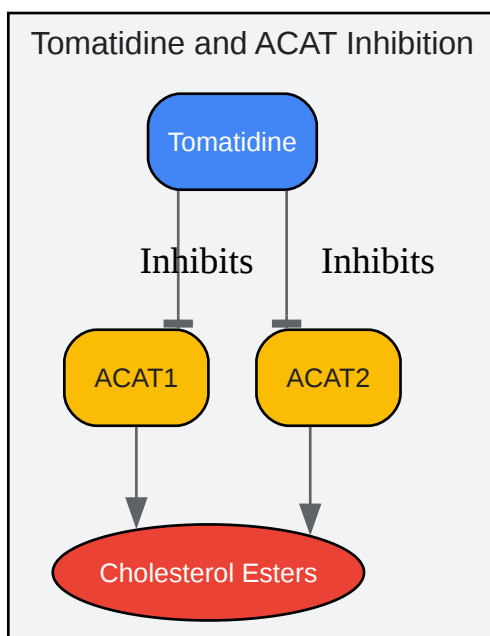 Tomatidine and ACAT Inhibition
Tomatidine
Inhibits Inhibits
ACAT1 ACAT2
Cholesterol Esters